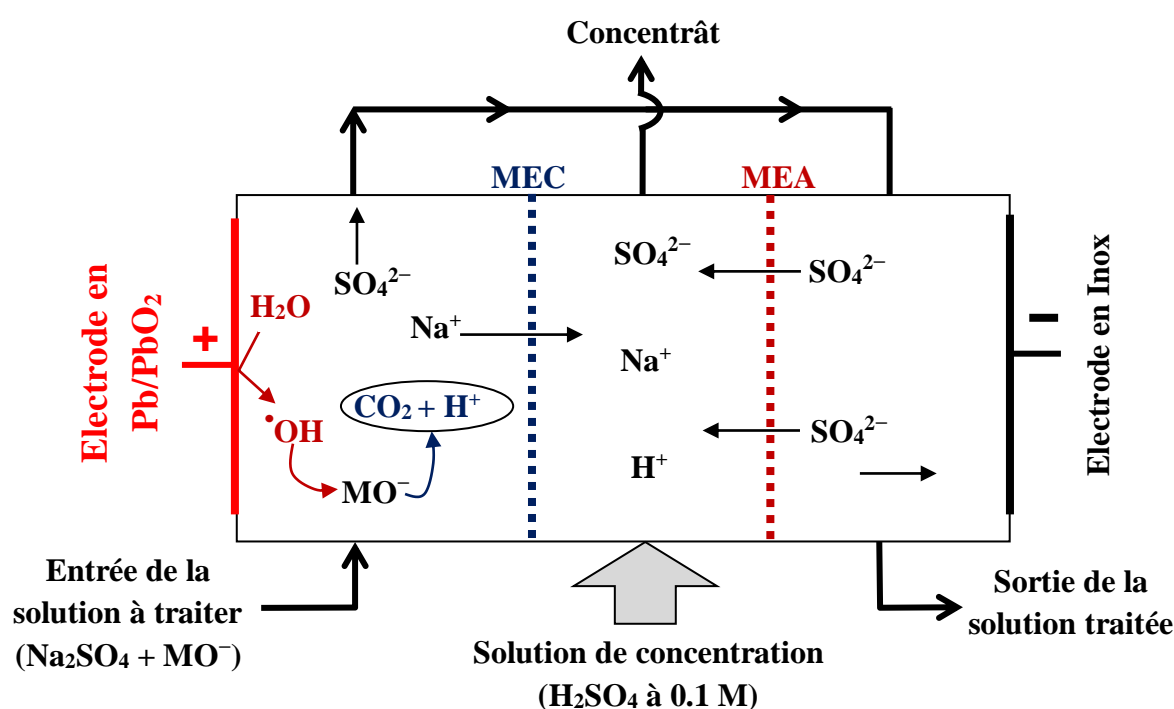 Concentrât
MEC
MEA
SO₄²⁻
SO₄²⁻
SO₄²⁻
H₂O
Na⁺
Na⁺
Electrode en
Pb/PbO₂
+
−
Electrode en Inox
CO₂ + H⁺
•OH
SO₄²⁻
H⁺
MO⁻
Entrée de la
solution à traiter
(Na₂SO₄ + MO⁻)
Solution de concentration
(H₂SO₄ à 0.1 M)
Sortie de la
solution traitée